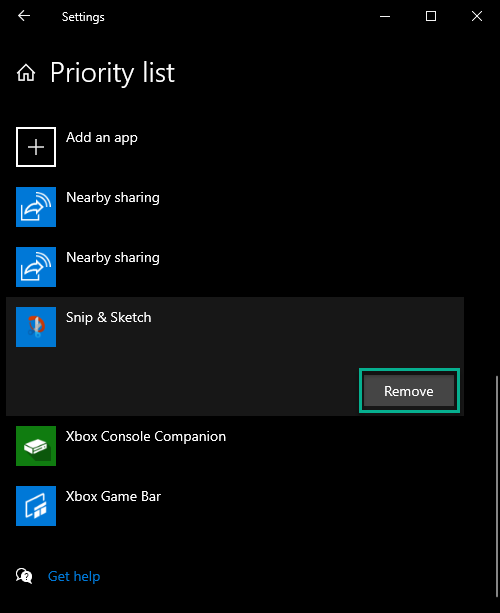 Settings
Priority list
Add an app
Nearby sharing
Nearby sharing
Snip & Sketch
Remove
Xbox Console Companion
Xbox Game Bar
Get help